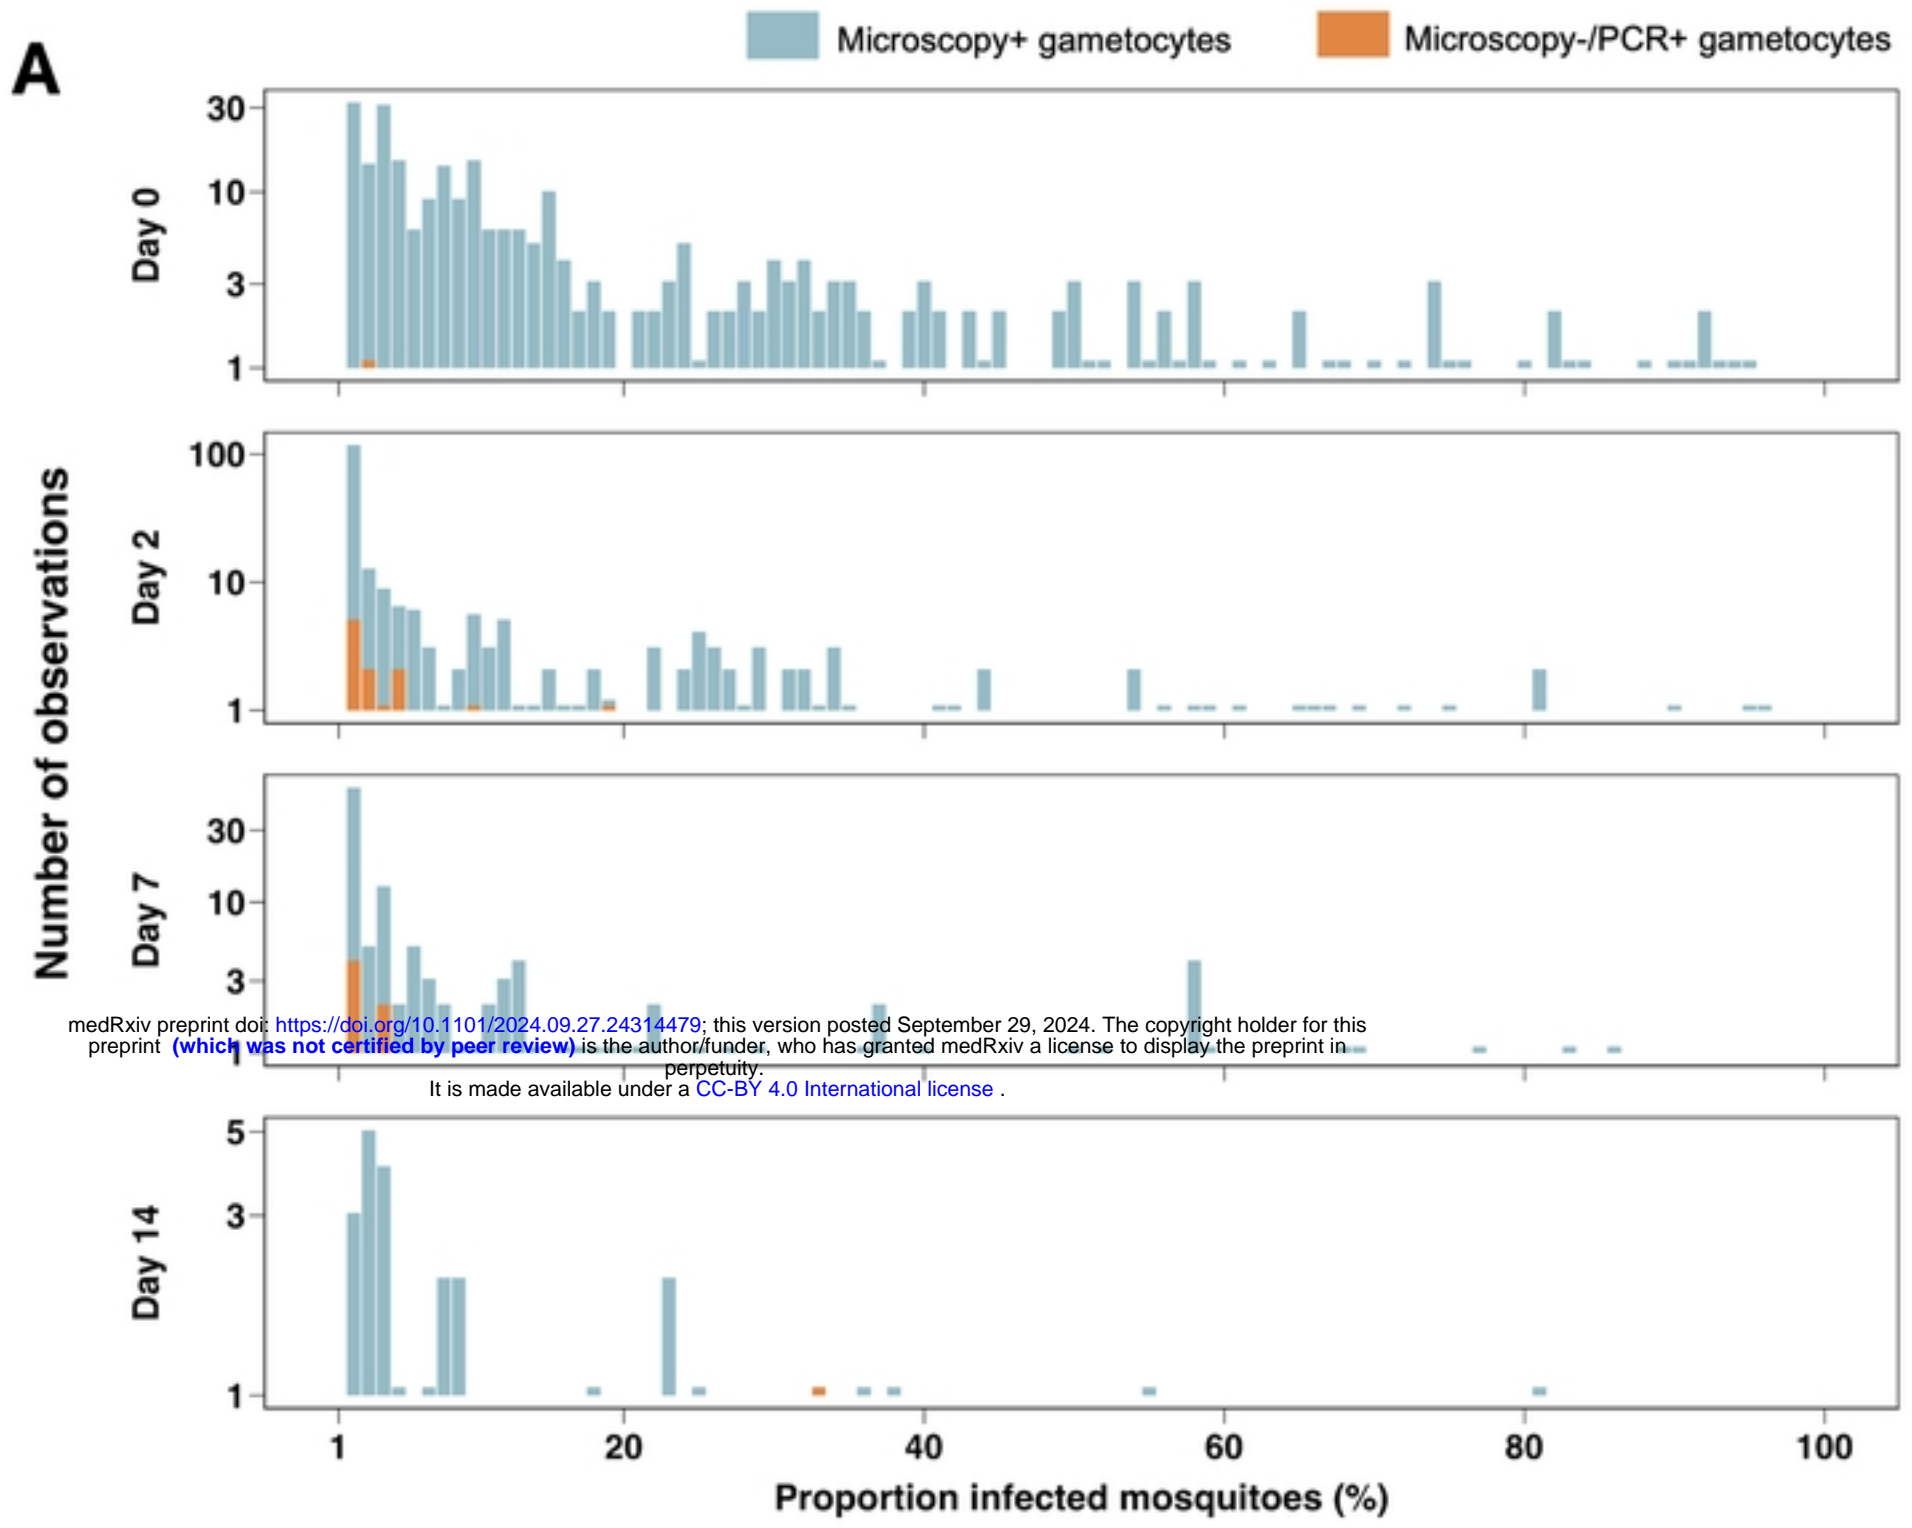 A
Microscopy+ gametocytes
Microscopy-/PCR+ gametocytes
Number of observations
Day 0
30
10
3
1
Day 2
100
10
1
Day 7
30
10
3
1
medRxiv preprint doi: https://doi.org/10.1101/2024.09.27.24314479; this version posted September 29, 2024. The copyright holder for this
preprint (which was not certified by peer review) is the author/funder, who has granted medRxiv a license to display the preprint in
perpetuity.
It is made available under a CC-BY 4.0 International license .
Day 14
5
3
1
1 20 40 60 80 100
Proportion infected mosquitoes (%)